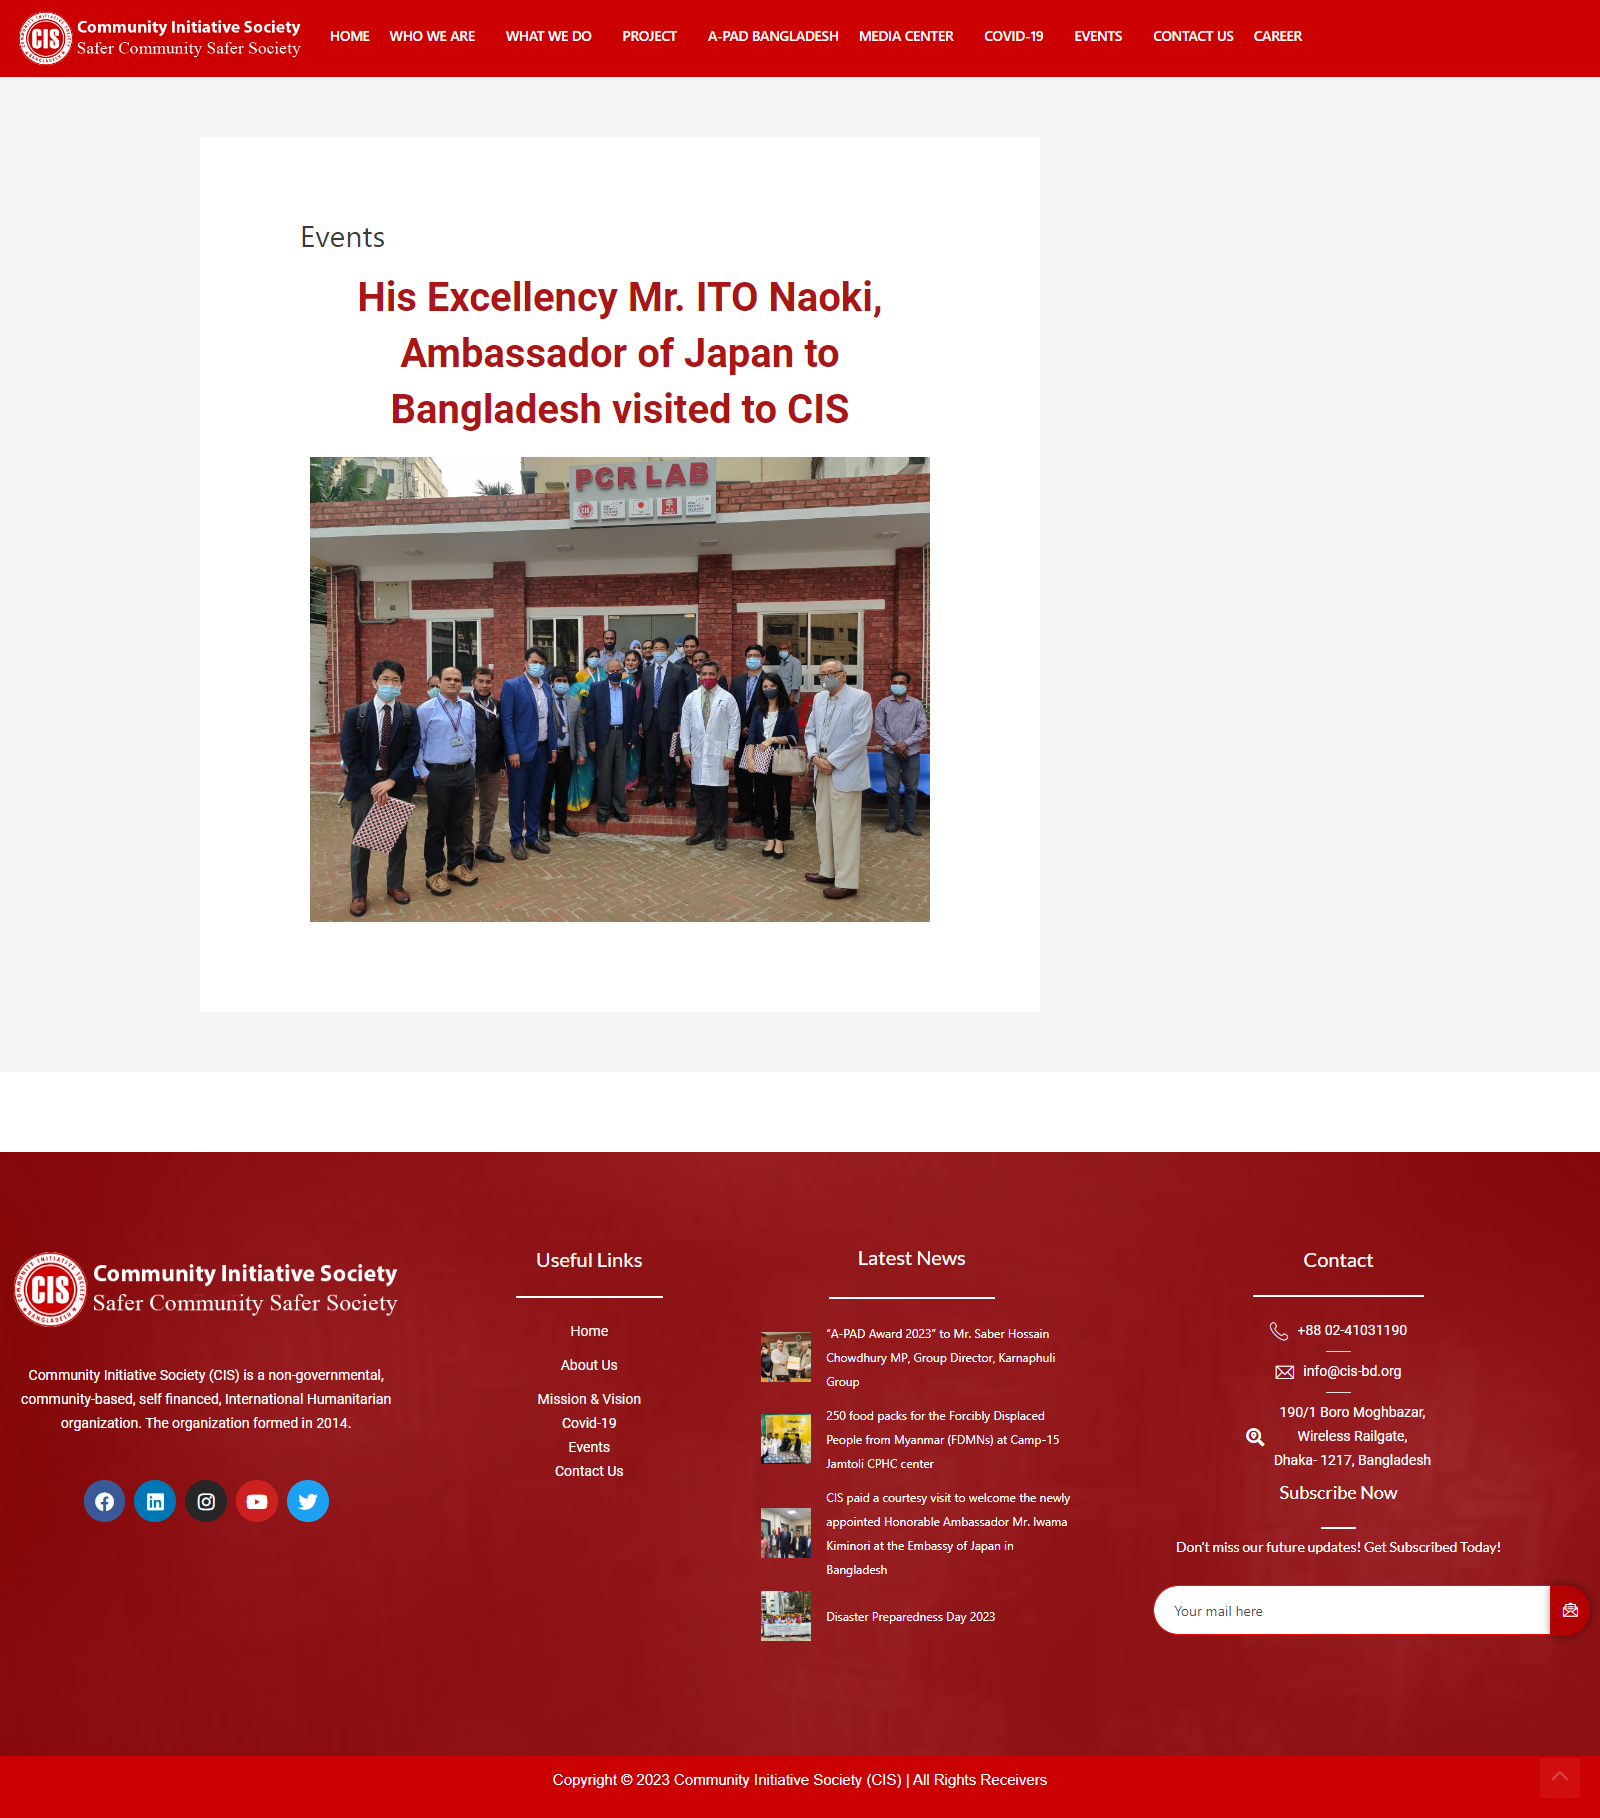 Community Initiative Society
Safer Community Safer Society
CIS
HOME
WHO WE ARE
WHAT WE DO
PROJECT
A-PAD BANGLADESH
MEDIA CENTER
COVID-19
EVENTS
CONTACT US
CAREER
Events
His Excellency Mr. ITO Naoki,
Ambassador of Japan to
Bangladesh visited to CIS
PCR LAB
COMMUNITY INITIATIVE SOCIETY
CIS
BANGLADESH
Community Initiative Society
Safer Community Safer Society
Community Initiative Society (CIS) is a non-governmental,
community-based, self financed, International Humanitarian
organization. The organization formed in 2014.
Useful Links
Home
About Us
Mission & Vision
Covid-19
Events
Contact Us
Latest News
“A-PAD Award 2023” to Mr. Saber Hossain
Chowdhury MP, Group Director, Karnaphuli
Group
250 food packs for the Forcibly Displaced
People from Myanmar (FDMNs) at Camp-15
Jamtoli CPHC center
CIS paid a courtesy visit to welcome the newly
appointed Honorable Ambassador Mr. Iwama
Kiminori at the Embassy of Japan in
Bangladesh
Disaster Preparedness Day 2023
Contact
+88 02-41031190
info@cis-bd.org
190/1 Boro Moghbazar,
Wireless Railgate,
Dhaka- 1217, Bangladesh
Subscribe Now
Don’t miss our future updates! Get Subscribed Today!
Your mail here
Copyright © 2023 Community Initiative Society (CIS) | All Rights Receivers